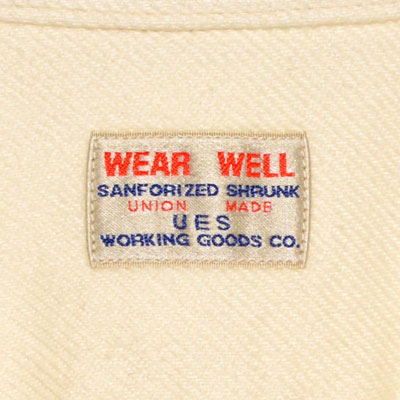 WEAR WELL
SANFORIZED SHRUNK
UNION MADE
UES
WORKING GOODS CO.